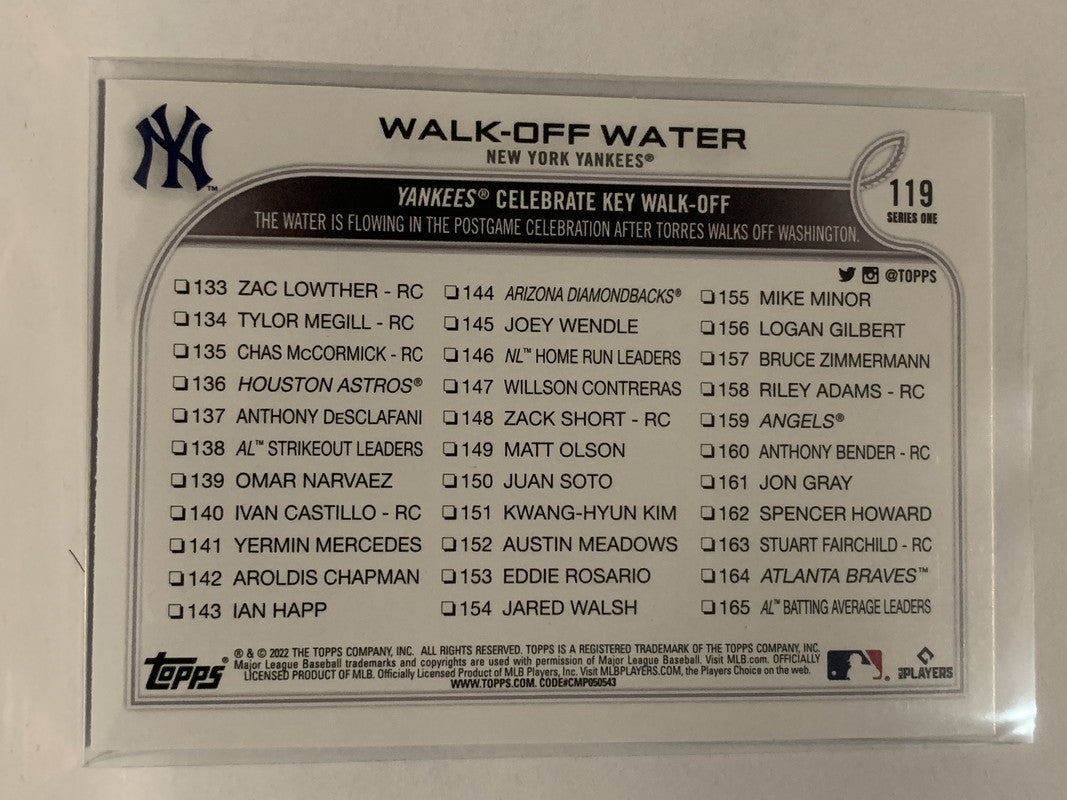 NY™
WALK-OFF WATER
NEW YORK YANKEES®
119
SERIES ONE
YANKEES® CELEBRATE KEY WALK-OFF
THE WATER IS FLOWING IN THE POSTGAME CELEBRATION AFTER TORRES WALKS OFF WASHINGTON.
@TOPPS
❏133 ZAC LOWTHER - RC
❏134 TYLOR MEGILL - RC
❏135 CHAS McCORMICK - RC
❏136 HOUSTON ASTROS®
❏137 ANTHONY DeSCLAFANI
❏138 AL™ STRIKEOUT LEADERS
❏139 OMAR NARVAEZ
❏140 IVAN CASTILLO - RC
❏141 YERMIN MERCEDES
❏142 AROLDIS CHAPMAN
❏143 IAN HAPP
❏144 ARIZONA DIAMONDBACKS®
❏145 JOEY WENDLE
❏146 NL™ HOME RUN LEADERS
❏147 WILLSON CONTRERAS
❏148 ZACK SHORT - RC
❏149 MATT OLSON
❏150 JUAN SOTO
❏151 KWANG-HYUN KIM
❏152 AUSTIN MEADOWS
❏153 EDDIE ROSARIO
❏154 JARED WALSH
❏155 MIKE MINOR
❏156 LOGAN GILBERT
❏157 BRUCE ZIMMERMANN
❏158 RILEY ADAMS - RC
❏159 ANGELS®
❏160 ANTHONY BENDER - RC
❏161 JON GRAY
❏162 SPENCER HOWARD
❏163 STUART FAIRCHILD - RC
❏164 ATLANTA BRAVES™
❏165 AL™ BATTING AVERAGE LEADERS
topps®
® & © 2022 THE TOPPS COMPANY, INC. ALL RIGHTS RESERVED. TOPPS IS A REGISTERED TRADEMARK OF THE TOPPS COMPANY, INC.
Major League Baseball trademarks and copyrights are used with permission of Major League Baseball. Visit MLB.com. OFFICIALLY
LICENSED PRODUCT OF MLB. Officially Licensed Product of MLB Players, Inc. Visit MLBPLAYERS.COM, the Players Choice on the web.
WWW.TOPPS.COM. CODE#CMP050543
PLAYERS